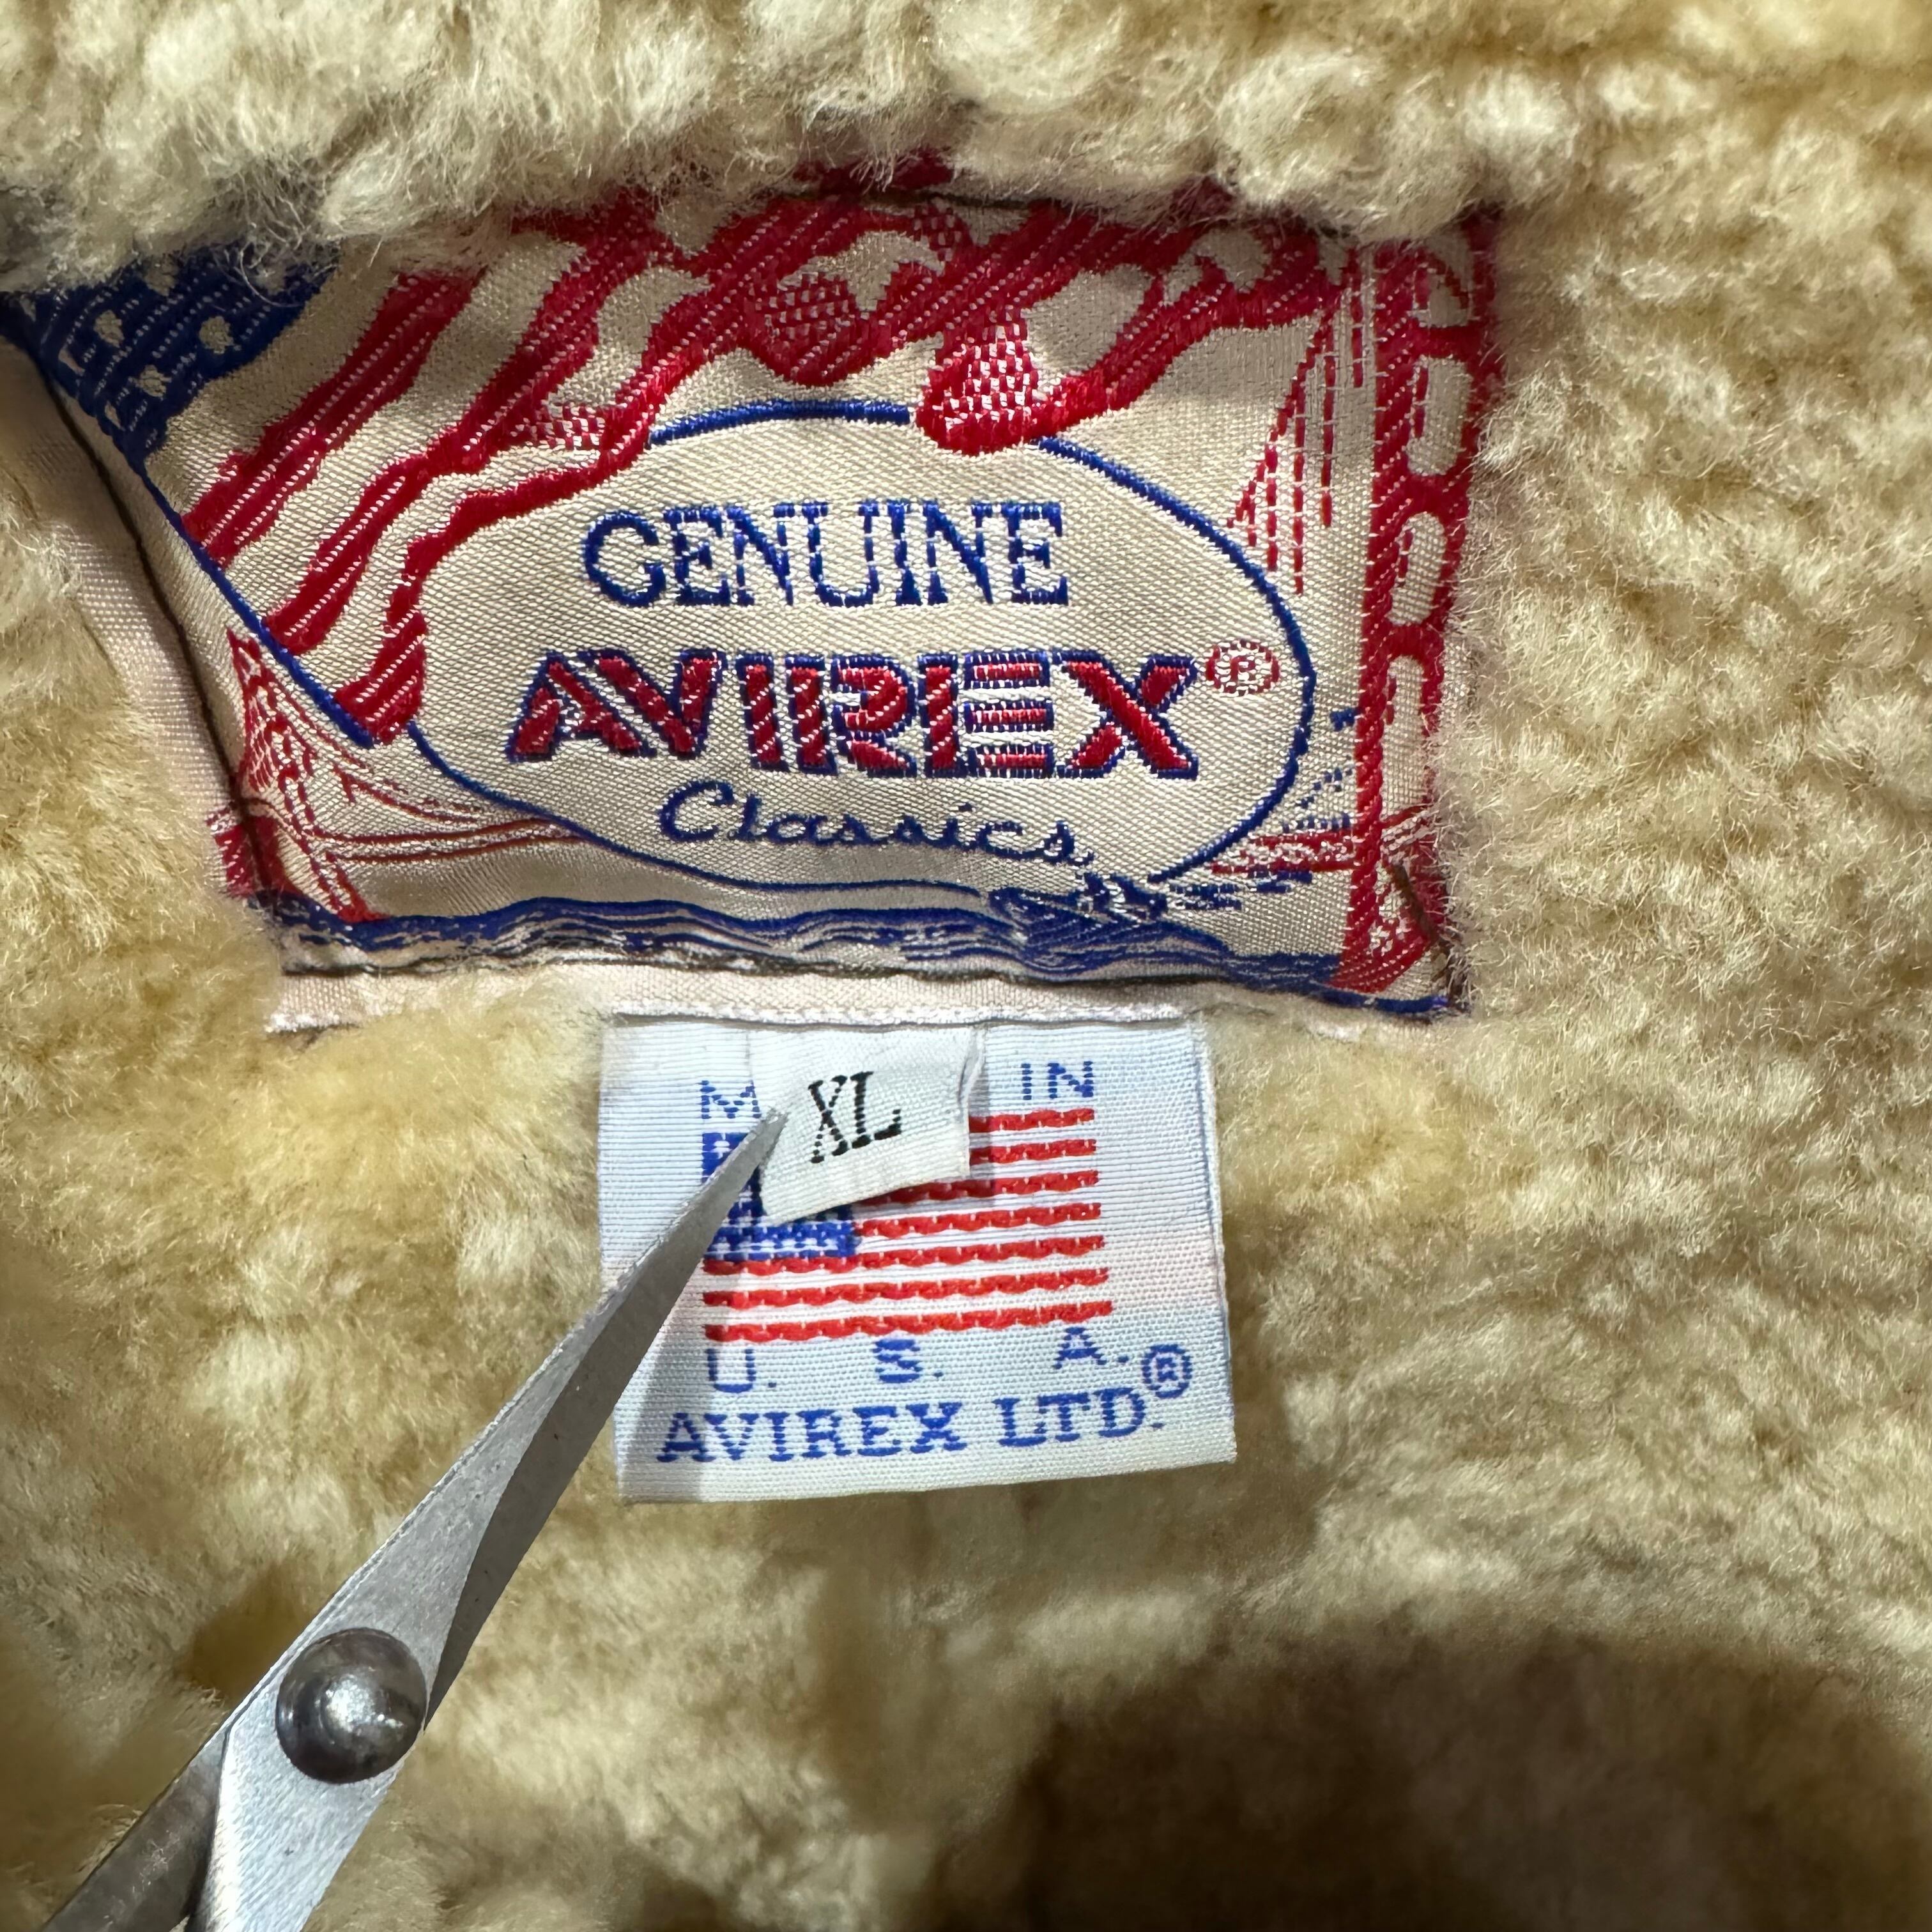 GENUINE
AVIREX®
Classics
XL
M IN
U. S. A.
AVIREX LTD.®